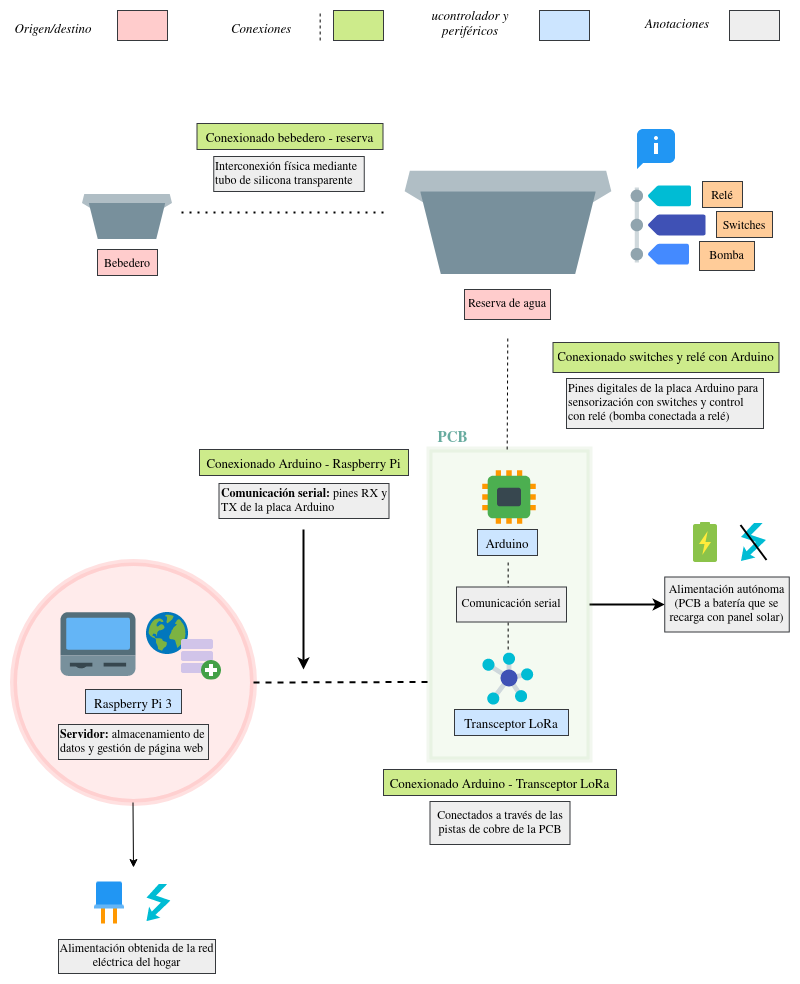 Origen/destino
Conexiones
ucontrolador y
periféricos
Anotaciones
Conexionado bebedero - reserva
Interconexión física mediante
tubo de silicona transparente
Bebedero
Reserva de agua
Relé
Switches
Bomba
Conexionado switches y relé con Arduino
Pines digitales de la placa Arduino para
sensorización con switches y control
con relé (bomba conectada a relé)
PCB
Conexionado Arduino - Raspberry Pi
Comunicación serial: pines RX y
TX de la placa Arduino
Arduino
Comunicación serial
Transceptor LoRa
Alimentación autónoma
(PCB a batería que se
recarga con panel solar)
Raspberry Pi 3
Servidor: almacenamiento de
datos y gestión de página web
Conexionado Arduino - Transceptor LoRa
Conectados a través de las
pistas de cobre de la PCB
Alimentación obtenida de la red
eléctrica del hogar